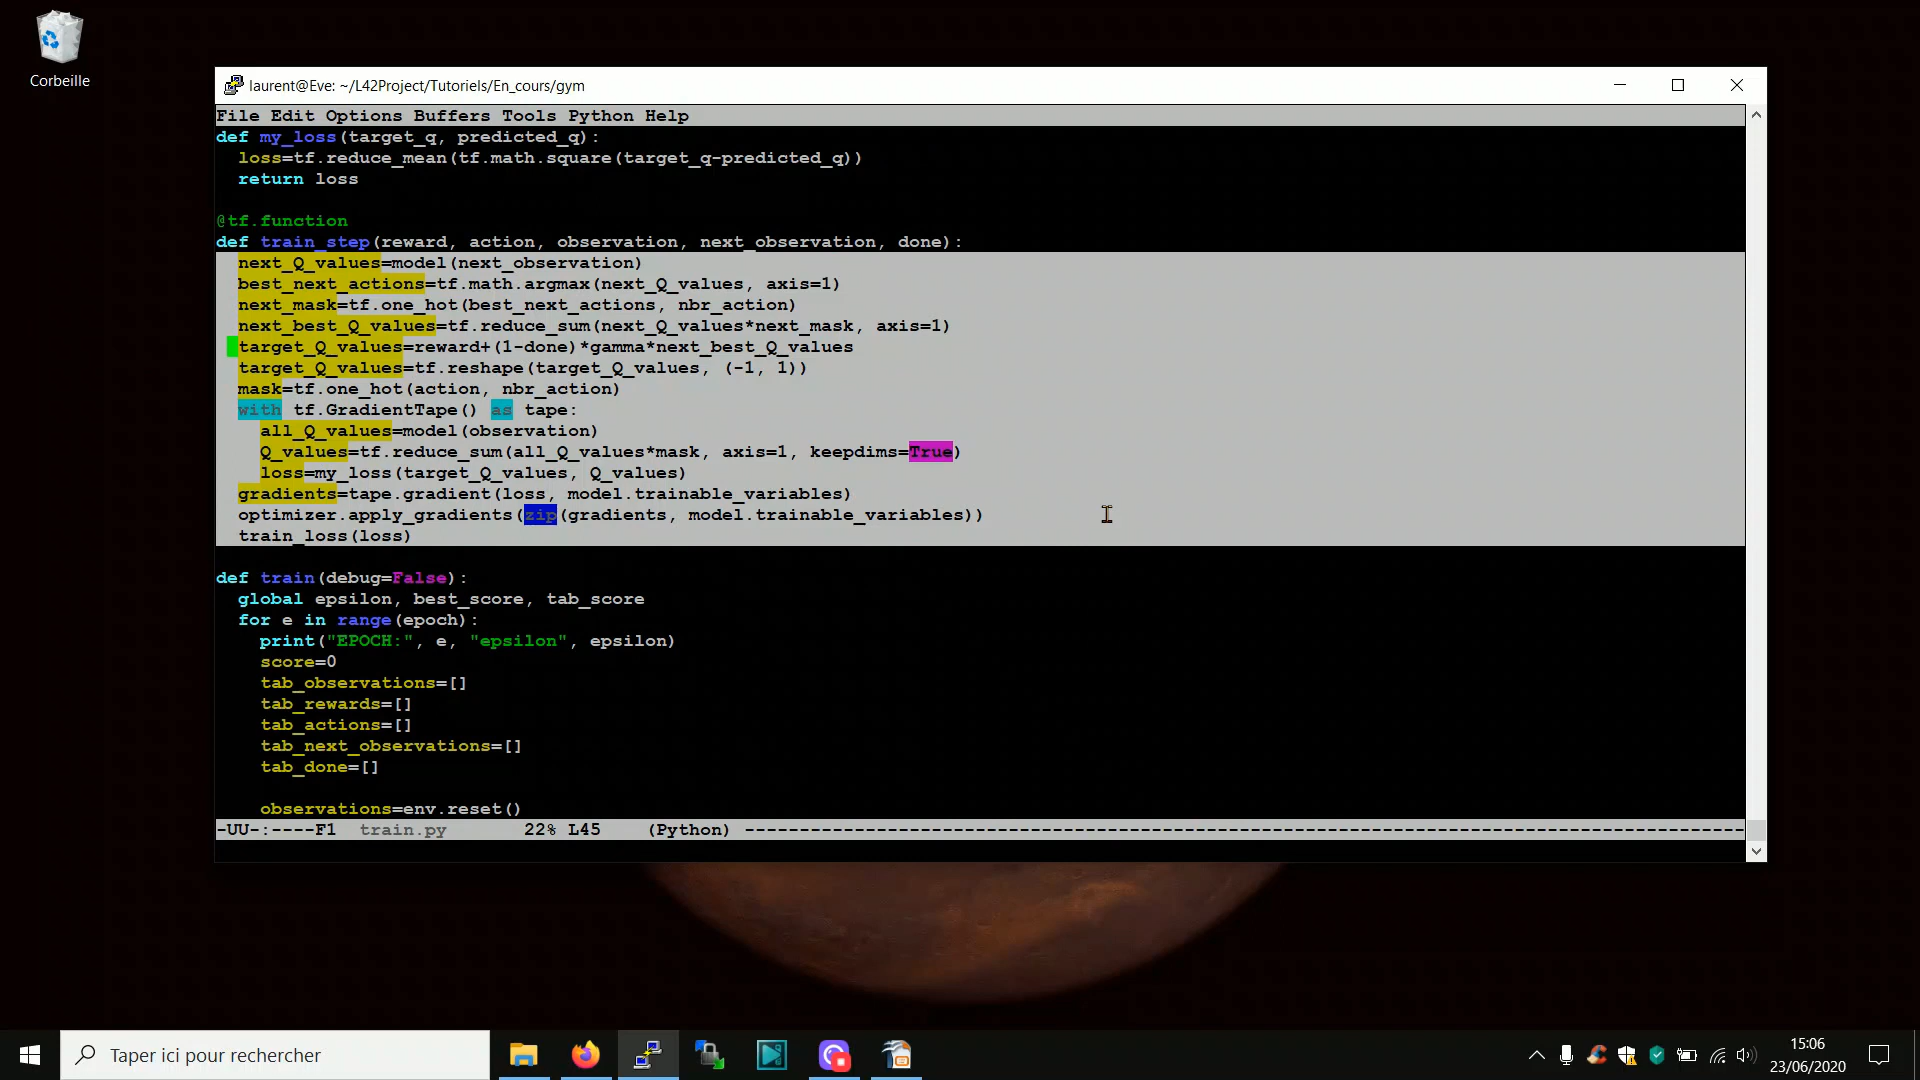 Corbeille
laurent@Eve: ~/L42Project/Tutoriels/En_cours/gym
File Edit Options Buffers Tools Python Help
def my_loss(target_q, predicted_q):
  loss=tf.reduce_mean(tf.math.square(target_q-predicted_q))
  return loss
@tf.function
def train_step(reward, action, observation, next_observation, done):
  next_Q_values=model(next_observation)
  best_next_actions=tf.math.argmax(next_Q_values, axis=1)
  next_mask=tf.one_hot(best_next_actions, nbr_action)
  next_best_Q_values=tf.reduce_sum(next_Q_values*next_mask, axis=1)
  target_Q_values=reward+(1-done)*gamma*next_best_Q_values
  target_Q_values=tf.reshape(target_Q_values, (-1, 1))
  mask=tf.one_hot(action, nbr_action)
  with tf.GradientTape() as tape:
    all_Q_values=model(observation)
    Q_values=tf.reduce_sum(all_Q_values*mask, axis=1, keepdims=True)
    loss=my_loss(target_Q_values, Q_values)
  gradients=tape.gradient(loss, model.trainable_variables)
  optimizer.apply_gradients(zip(gradients, model.trainable_variables))
  train_loss(loss)
def train(debug=False):
  global epsilon, best_score, tab_score
  for e in range(epoch):
    print("EPOCH:", e, "epsilon", epsilon)
    score=0
    tab_observations=[]
    tab_rewards=[]
    tab_actions=[]
    tab_next_observations=[]
    tab_done=[]
    observations=env.reset()
-UU-:----F1  train.py       22% L45    (Python) -------------------------------------------------------------------------------------------
Taper ici pour rechercher
15:06
23/06/2020